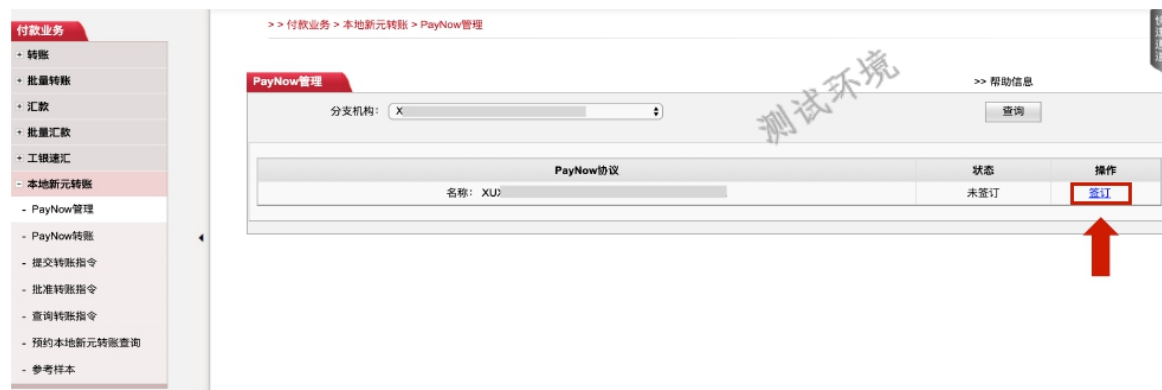 付款业务
+ 转账
+ 批量转账
+ 汇款
+ 批量汇款
+ 工银速汇
- 本地新元转账
- PayNow管理
- PayNow转账
- 提交转账指令
- 批准转账指令
- 查询转账指令
- 预约本地新元转账查询
- 参考样本
> > 付款业务 > 本地新元转账 > PayNow管理
快速通道
PayNow管理
>> 帮助信息
分支机构： X
查询
测试环境
PayNow协议 状态 操作
名称： XUX 未签订 签订